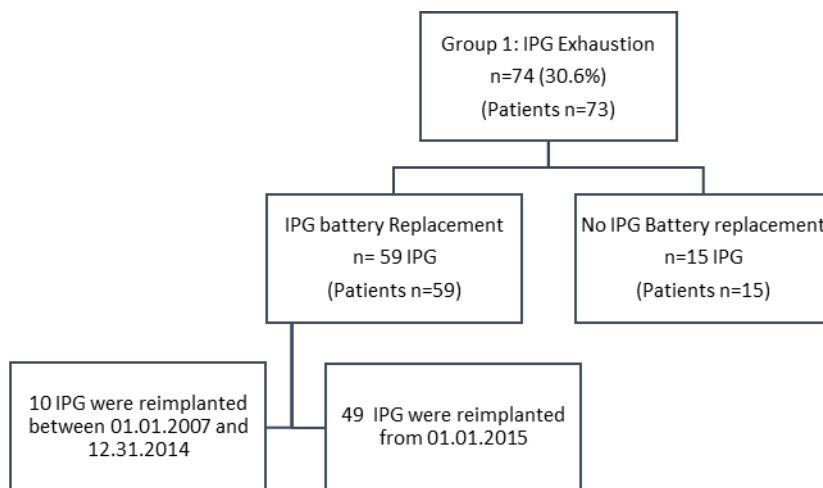 Group 1: IPG Exhaustion
n=74 (30.6%)
(Patients n=73)
IPG battery Replacement
n= 59 IPG
(Patients n=59)
No IPG Battery replacement
n=15 IPG
(Patients n=15)
10 IPG were reimplanted
between 01.01.2007 and
12.31.2014
49 IPG were reimplanted
from 01.01.2015